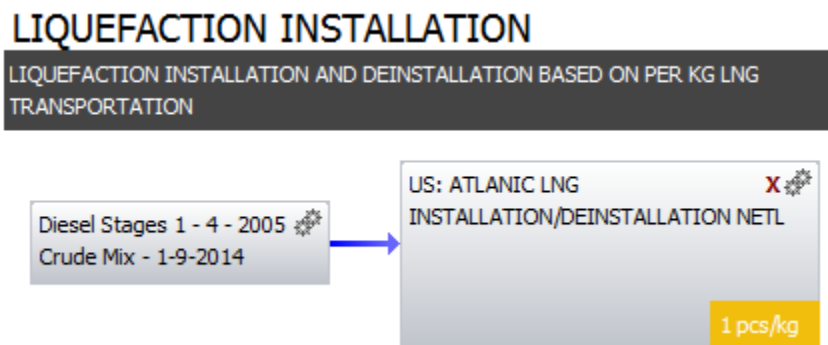 LIQUEFACTION INSTALLATION
LIQUEFACTION INSTALLATION AND DEINSTALLATION BASED ON PER KG LNG
TRANSPORTATION
Diesel Stages 1 - 4 - 2005
Crude Mix - 1-9-2014
US: ATLANIC LNG X
INSTALLATION/DEINSTALLATION NETL
1 pcs/kg